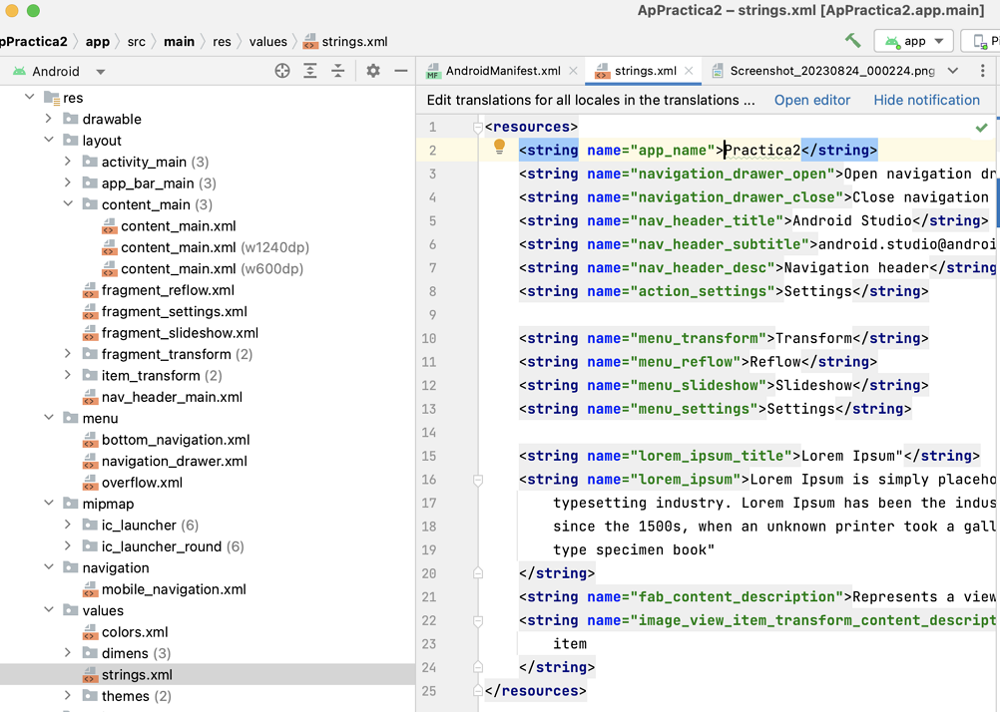 ApPractica2 – strings.xml [ApPractica2.app.main]
pPractica2 〉 app 〉 src 〉 main 〉 res 〉 values 〉 strings.xml
app
Android
AndroidManifest.xml
strings.xml
Screenshot_20230824_000224.png
Edit translations for all locales in the translations ...
Open editor
Hide notification
res
drawable
layout
activity_main (3)
app_bar_main (3)
content_main (3)
content_main.xml
content_main.xml (w1240dp)
content_main.xml (w600dp)
fragment_reflow.xml
fragment_settings.xml
fragment_slideshow.xml
fragment_transform (2)
item_transform (2)
nav_header_main.xml
menu
bottom_navigation.xml
navigation_drawer.xml
overflow.xml
mipmap
ic_launcher (6)
ic_launcher_round (6)
navigation
mobile_navigation.xml
values
colors.xml
dimens (3)
strings.xml
themes (2)
1 <resources>
2 <string name="app_name">Practica2</string>
3 <string name="navigation_drawer_open">Open navigation dr
4 <string name="navigation_drawer_close">Close navigation
5 <string name="nav_header_title">Android Studio</string>
6 <string name="nav_header_subtitle">android.studio@androi
7 <string name="nav_header_desc">Navigation header</string
8 <string name="action_settings">Settings</string>
9
10 <string name="menu_transform">Transform</string>
11 <string name="menu_reflow">Reflow</string>
12 <string name="menu_slideshow">Slideshow</string>
13 <string name="menu_settings">Settings</string>
14
15 <string name="lorem_ipsum_title">Lorem Ipsum"</string>
16 <string name="lorem_ipsum">Lorem Ipsum is simply placeho
17 typesetting industry. Lorem Ipsum has been the indus
18 since the 1500s, when an unknown printer took a gall
19 type specimen book"
20 </string>
21 <string name="fab_content_description">Represents a view
22 <string name="image_view_item_transform_content_descript
23 item
24 </string>
25 </resources>